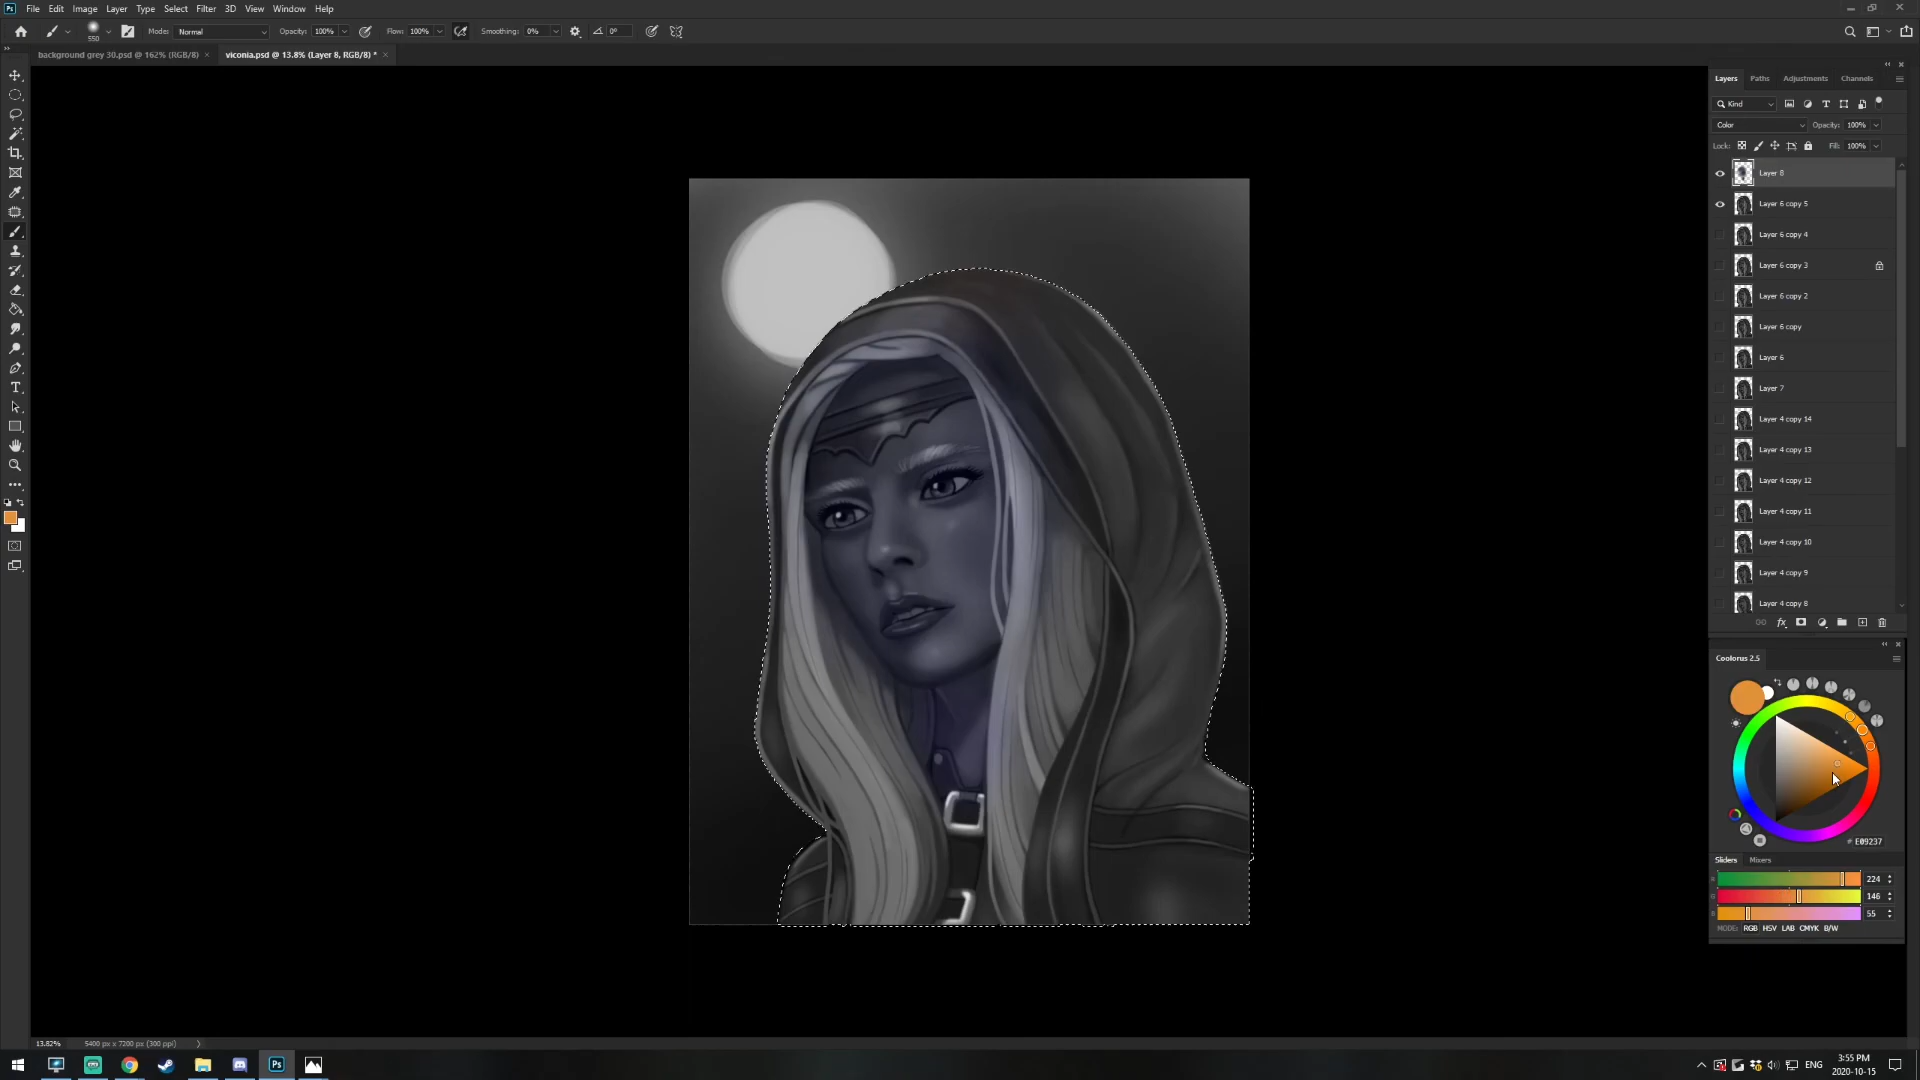 File Edit Image Layer Type Select Filter 3D View Window Help
550 Mode: Normal Opacity: 100% Flow: 100% Smoothing: 0% 0°
background grey 30.psd @ 162% (RGB/8) × viconia.psd @ 13.8% (Layer 8, RGB/8) * ×
Layers Paths Adjustments Channels
Kind
Color Opacity: 100%
Lock: Fill: 100%
Layer 8
Layer 6 copy 5
Layer 6 copy 4
Layer 6 copy 3
Layer 6 copy 2
Layer 6 copy
Layer 6
Layer 7
Layer 4 copy 14
Layer 4 copy 13
Layer 4 copy 12
Layer 4 copy 11
Layer 4 copy 10
Layer 4 copy 9
Layer 4 copy 8
fx
Coolorus 2.5
# E09237
Sliders Mixers
R 224
G 146
B 55
MODE: RGB HSV LAB CMYK B/W
13.82% 5400 px x 7200 px (300 ppi)
Ps ENG 3:55 PM
2020-10-15